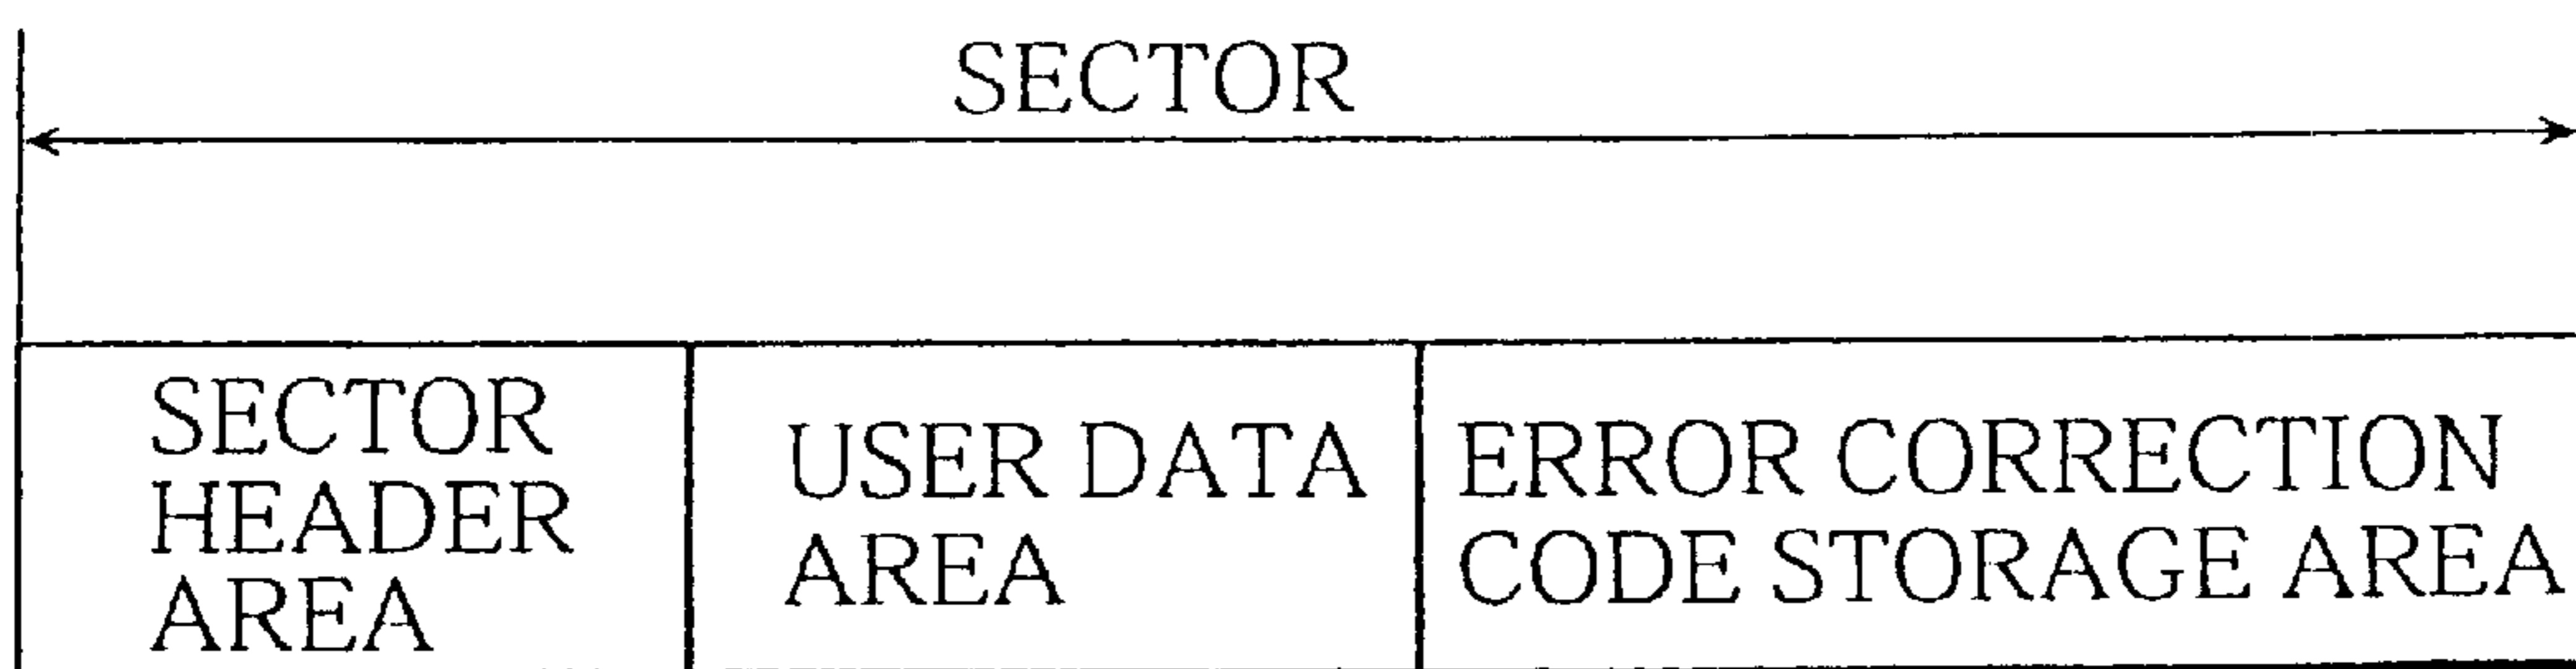 SECTOR
SECTOR
HEADER
AREA
USER DATA
AREA
ERROR CORRECTION
CODE STORAGE AREA